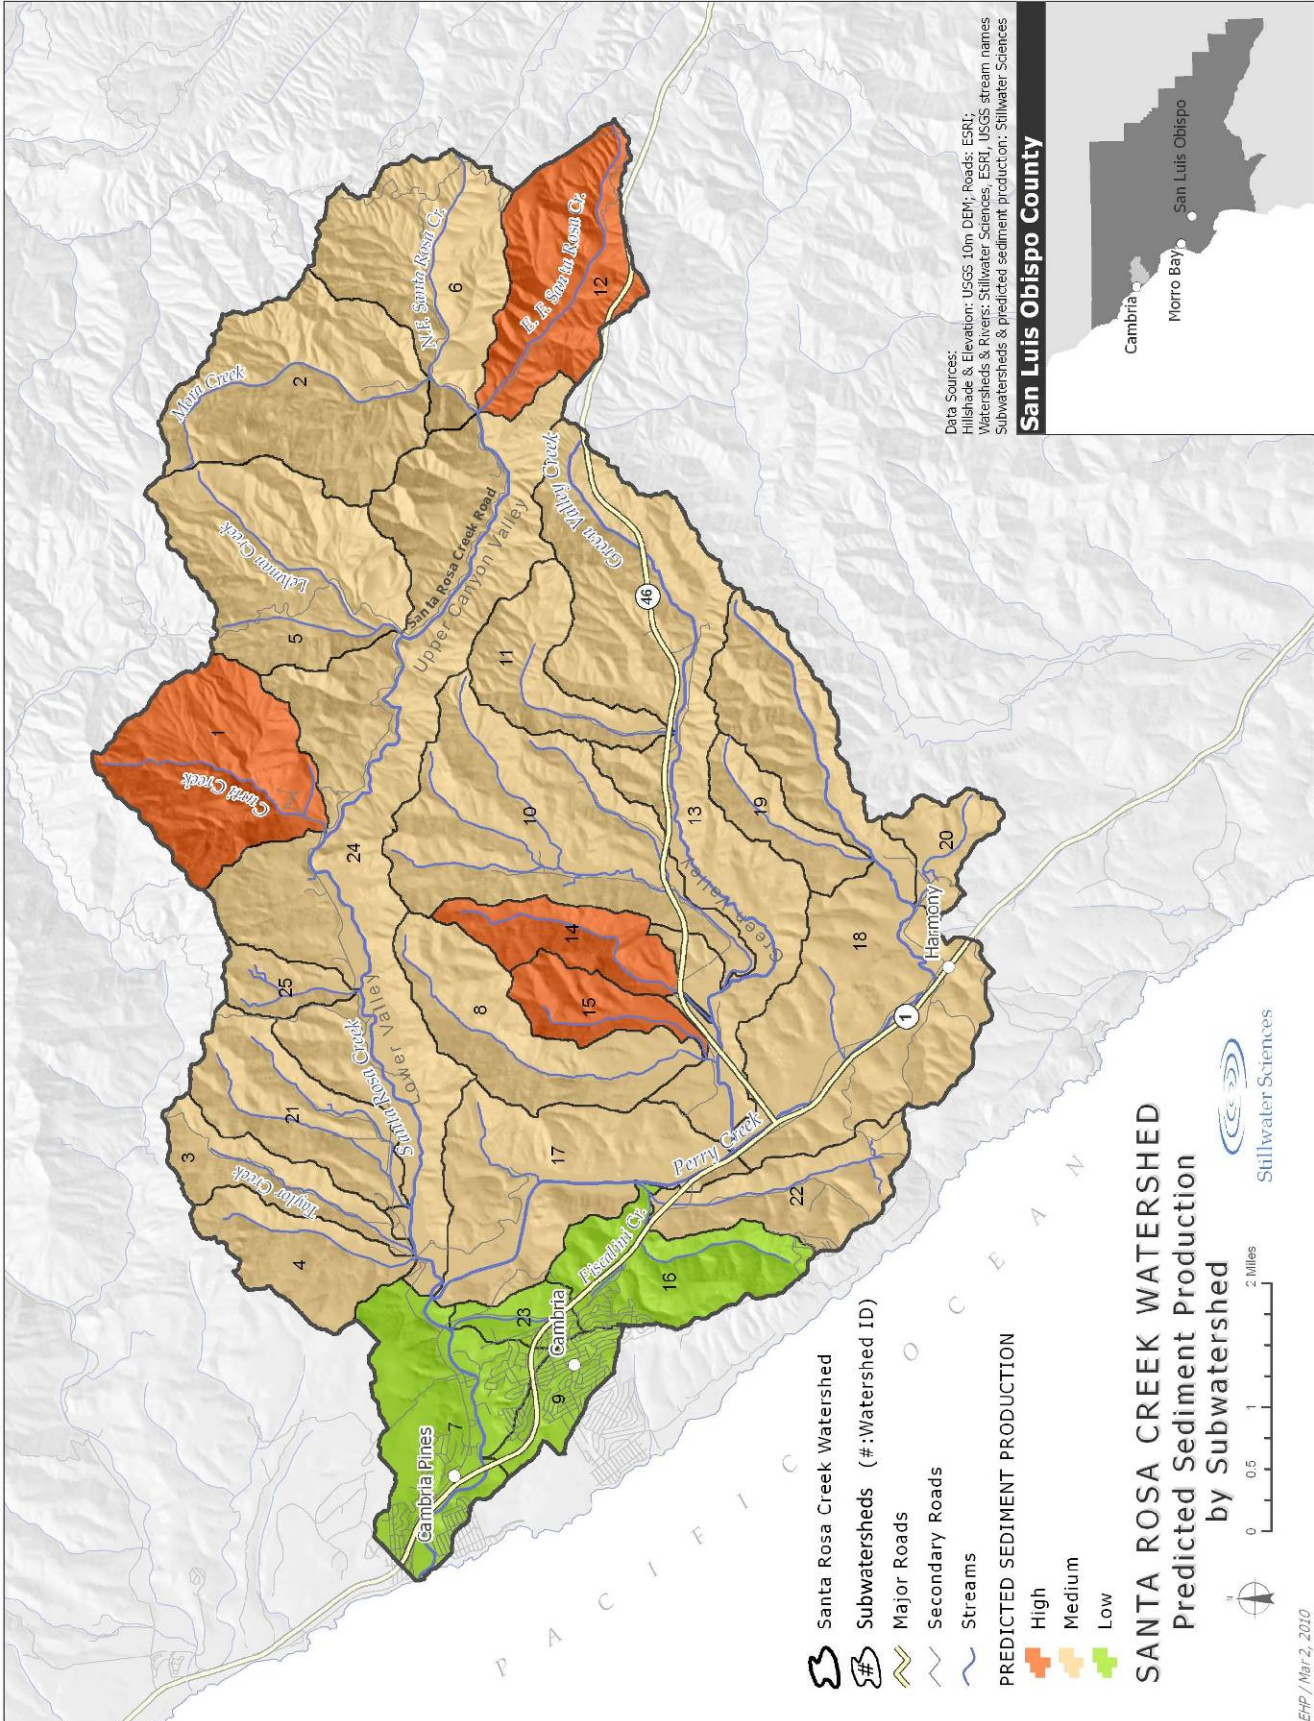 Mora Creek
Lehman Creek
Curti Creek
Taylor Creek
N.F. Santa Rosa Cr.
E. F. Santa Rosa Cr.
Santa Rosa Creek Road
Upper Canyon Valley
Green Valley Creek
Santa Rosa Creek
Lower Valley
Green Valley
Perry Creek
Fiscalini Cr.
1
2
3
4
5
6
7
8
9
10
11
12
13
14
15
16
17
18
19
20
21
22
23
24
25
46
1
Cambria Pines
Cambria
Harmony
PACIFIC OCEAN
Santa Rosa Creek Watershed
# Subwatersheds (#:Watershed ID)
Major Roads
Secondary Roads
Streams
PREDICTED SEDIMENT PRODUCTION
High
Medium
Low
SANTA ROSA CREEK WATERSHED
Predicted Sediment Production
by Subwatershed
N
0 0.5 1 2 Miles
Stillwater Sciences
EHP / Mar 2, 2010
Data Sources:
Hillshade & Elevation: USGS 10m DEM; Roads: ESRI;
Watersheds & Rivers: Stillwater Sciences, ESRI, USGS stream names
Subwatersheds & predicted sediment production: Stillwater Sciences
San Luis Obispo County
Cambria
Morro Bay
San Luis Obispo